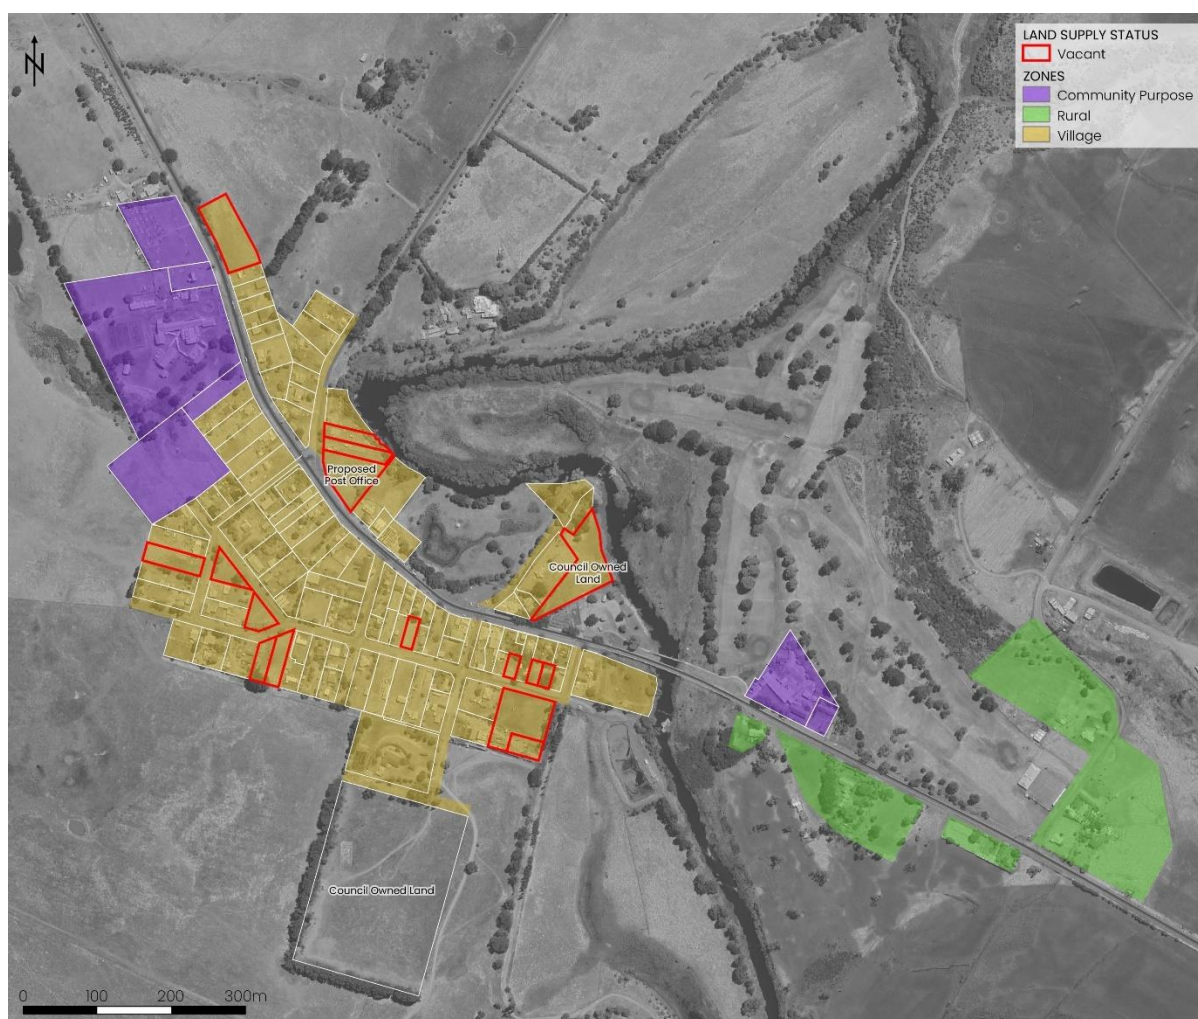 N
LAND SUPPLY STATUS
Vacant
ZONES
Community Purpose
Rural
Village
Proposed
Post Office
Council Owned
Land
Council Owned Land
0 100 200 300m